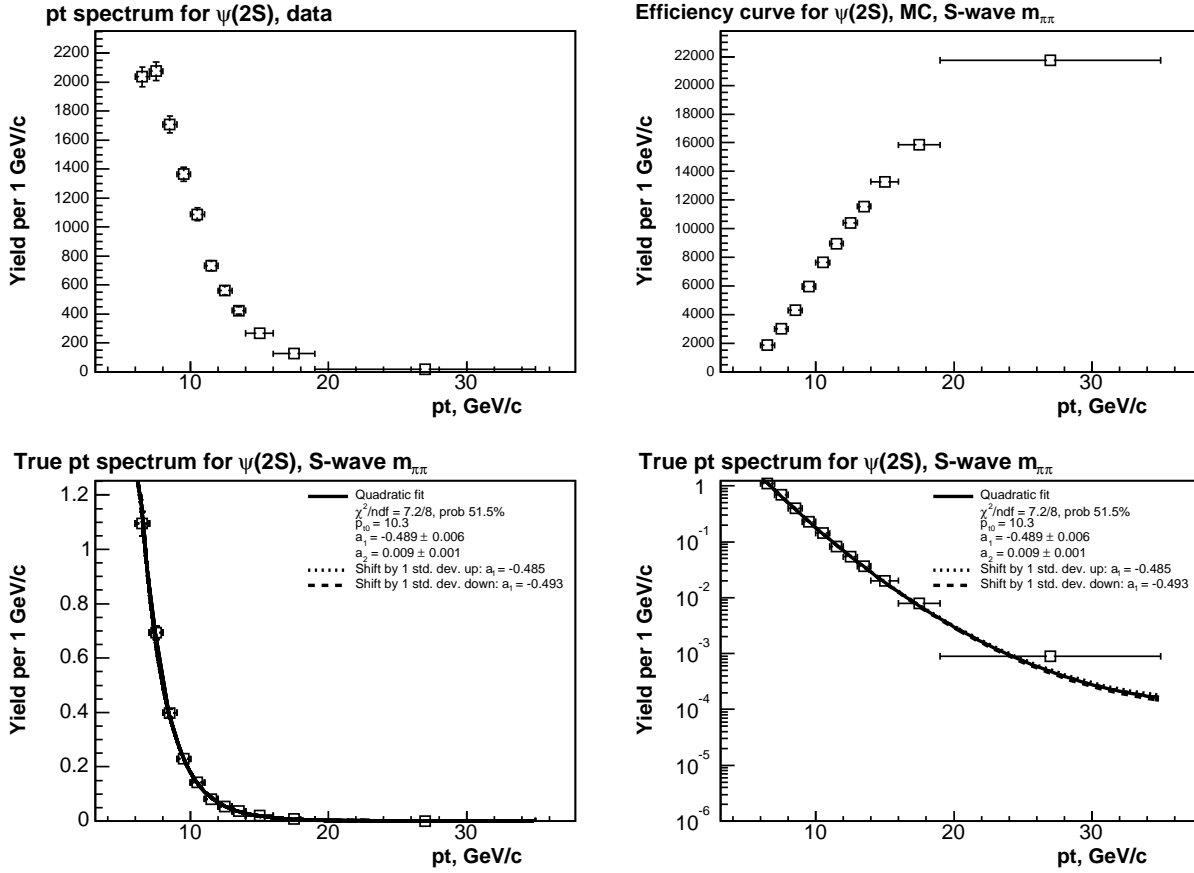 pt spectrum for ψ(2S), data
Yield per 1 GeV/c
2200
2000
1800
1600
1400
1200
1000
800
600
400
200
0
10 20 30
pt, GeV/c
Efficiency curve for ψ(2S), MC, S-wave mππ
Yield per 1 GeV/c
22000
20000
18000
16000
14000
12000
10000
8000
6000
4000
2000
0
10 20 30
pt, GeV/c
True pt spectrum for ψ(2S), S-wave mππ
Yield per 1 GeV/c
1.2
1
0.8
0.6
0.4
0.2
0
Quadratic fit
χ²/ndf = 7.2/8, prob 51.5%
pt0 = 10.3
a1 = -0.489 ± 0.006
a2 = 0.009 ± 0.001
Shift by 1 std. dev. up: a1 = -0.485
Shift by 1 std. dev. down: a1 = -0.493
10 20 30
pt, GeV/c
True pt spectrum for ψ(2S), S-wave mππ
Yield per 1 GeV/c
1
10⁻¹
10⁻²
10⁻³
10⁻⁴
10⁻⁵
10⁻⁶
Quadratic fit
χ²/ndf = 7.2/8, prob 51.5%
pt0 = 10.3
a1 = -0.489 ± 0.006
a2 = 0.009 ± 0.001
Shift by 1 std. dev. up: a1 = -0.485
Shift by 1 std. dev. down: a1 = -0.493
10 20 30
pt, GeV/c